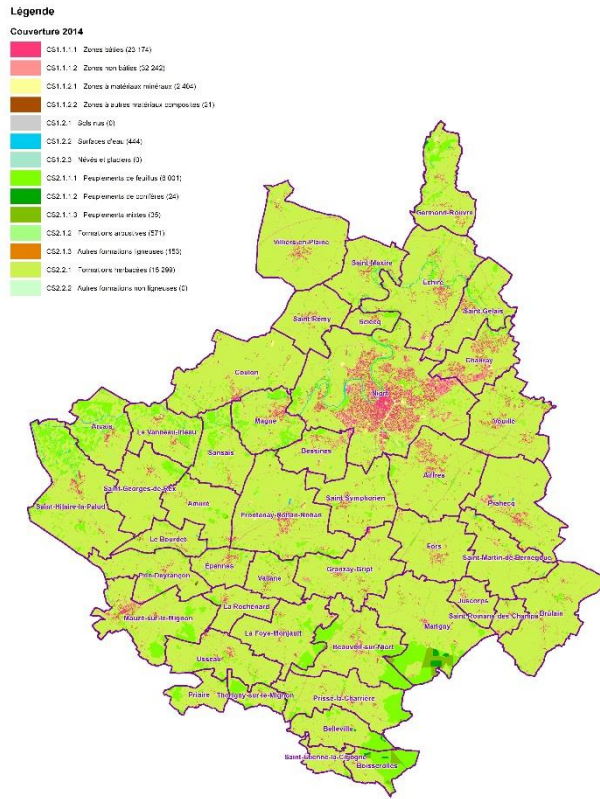 Légende
Couverture 2014
CS1.1.1.1 Zones bâties (23 174)
CS1.1.1.2 Zones non bâties (32 242)
CS1.1.2.1 Zones à matériaux minéraux (2 404)
CS1.1.2.2 Zones à autres matériaux composites (21)
CS1.2.1 Sols nus (0)
CS1.2.2 Surfaces d'eau (444)
CS1.2.3 Névés et glaciers (0)
CS2.1.1.1 Peuplements de feuillus (8 001)
CS2.1.1.2 Peuplements de conifères (24)
CS2.1.1.3 Peuplements mixtes (35)
CS2.1.2 Formations arbustives (571)
CS2.1.3 Autres formations ligneuses (153)
CS2.2.1 Formations herbacées (15 299)
CS2.2.2 Autres formations non ligneuses (0)
Germond-Rouvre
Villiers-en-Plaine
Saint-Maxire
Echiré
Saint-Gelais
Saint Rémy
Sciecq
Chauray
Coulon
Niort
Magné
Vouillé
Arçais
Le Vanneau-Irleau
Sansais
Bessines
Aiffres
Saint-Georges-de-Rex
Saint-Hilaire-la-Palud
Amuré
Saint Symphorien
Prahecq
Frontenay-Rohan-Rohan
Le Bourdet
Fors
Saint-Martin-de-Bernegoue
Prin-Deyrançon
Épannes
Vallans
Granzay-Gript
Juscorps
La Rochénard
Saint Romans des Champs
Brûlain
Mauzé-sur-le-Mignon
Marigny
La Foye-Monjault
Beauvoir-sur-Niort
Usseau
Priaire
Thorigny-sur-le-Mignon
Prissé-la-Charrière
Belleville
Saint-Étienne-la-Cigogne
Boisserolles